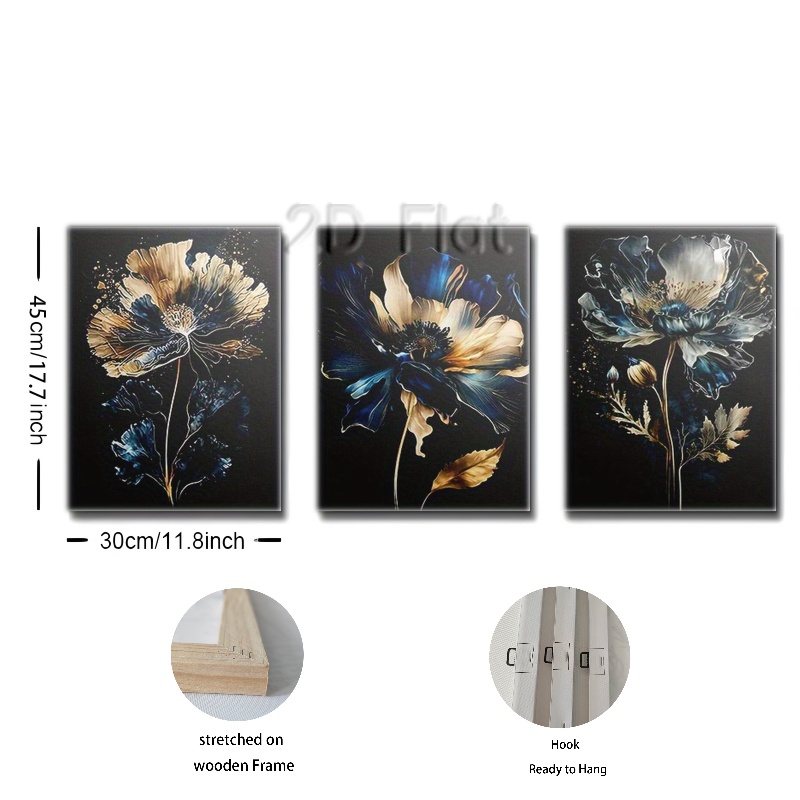 2D Flat
45cm/17.7inch
30cm/11.8inch
stretched on
wooden Frame
Hook
Ready to Hang